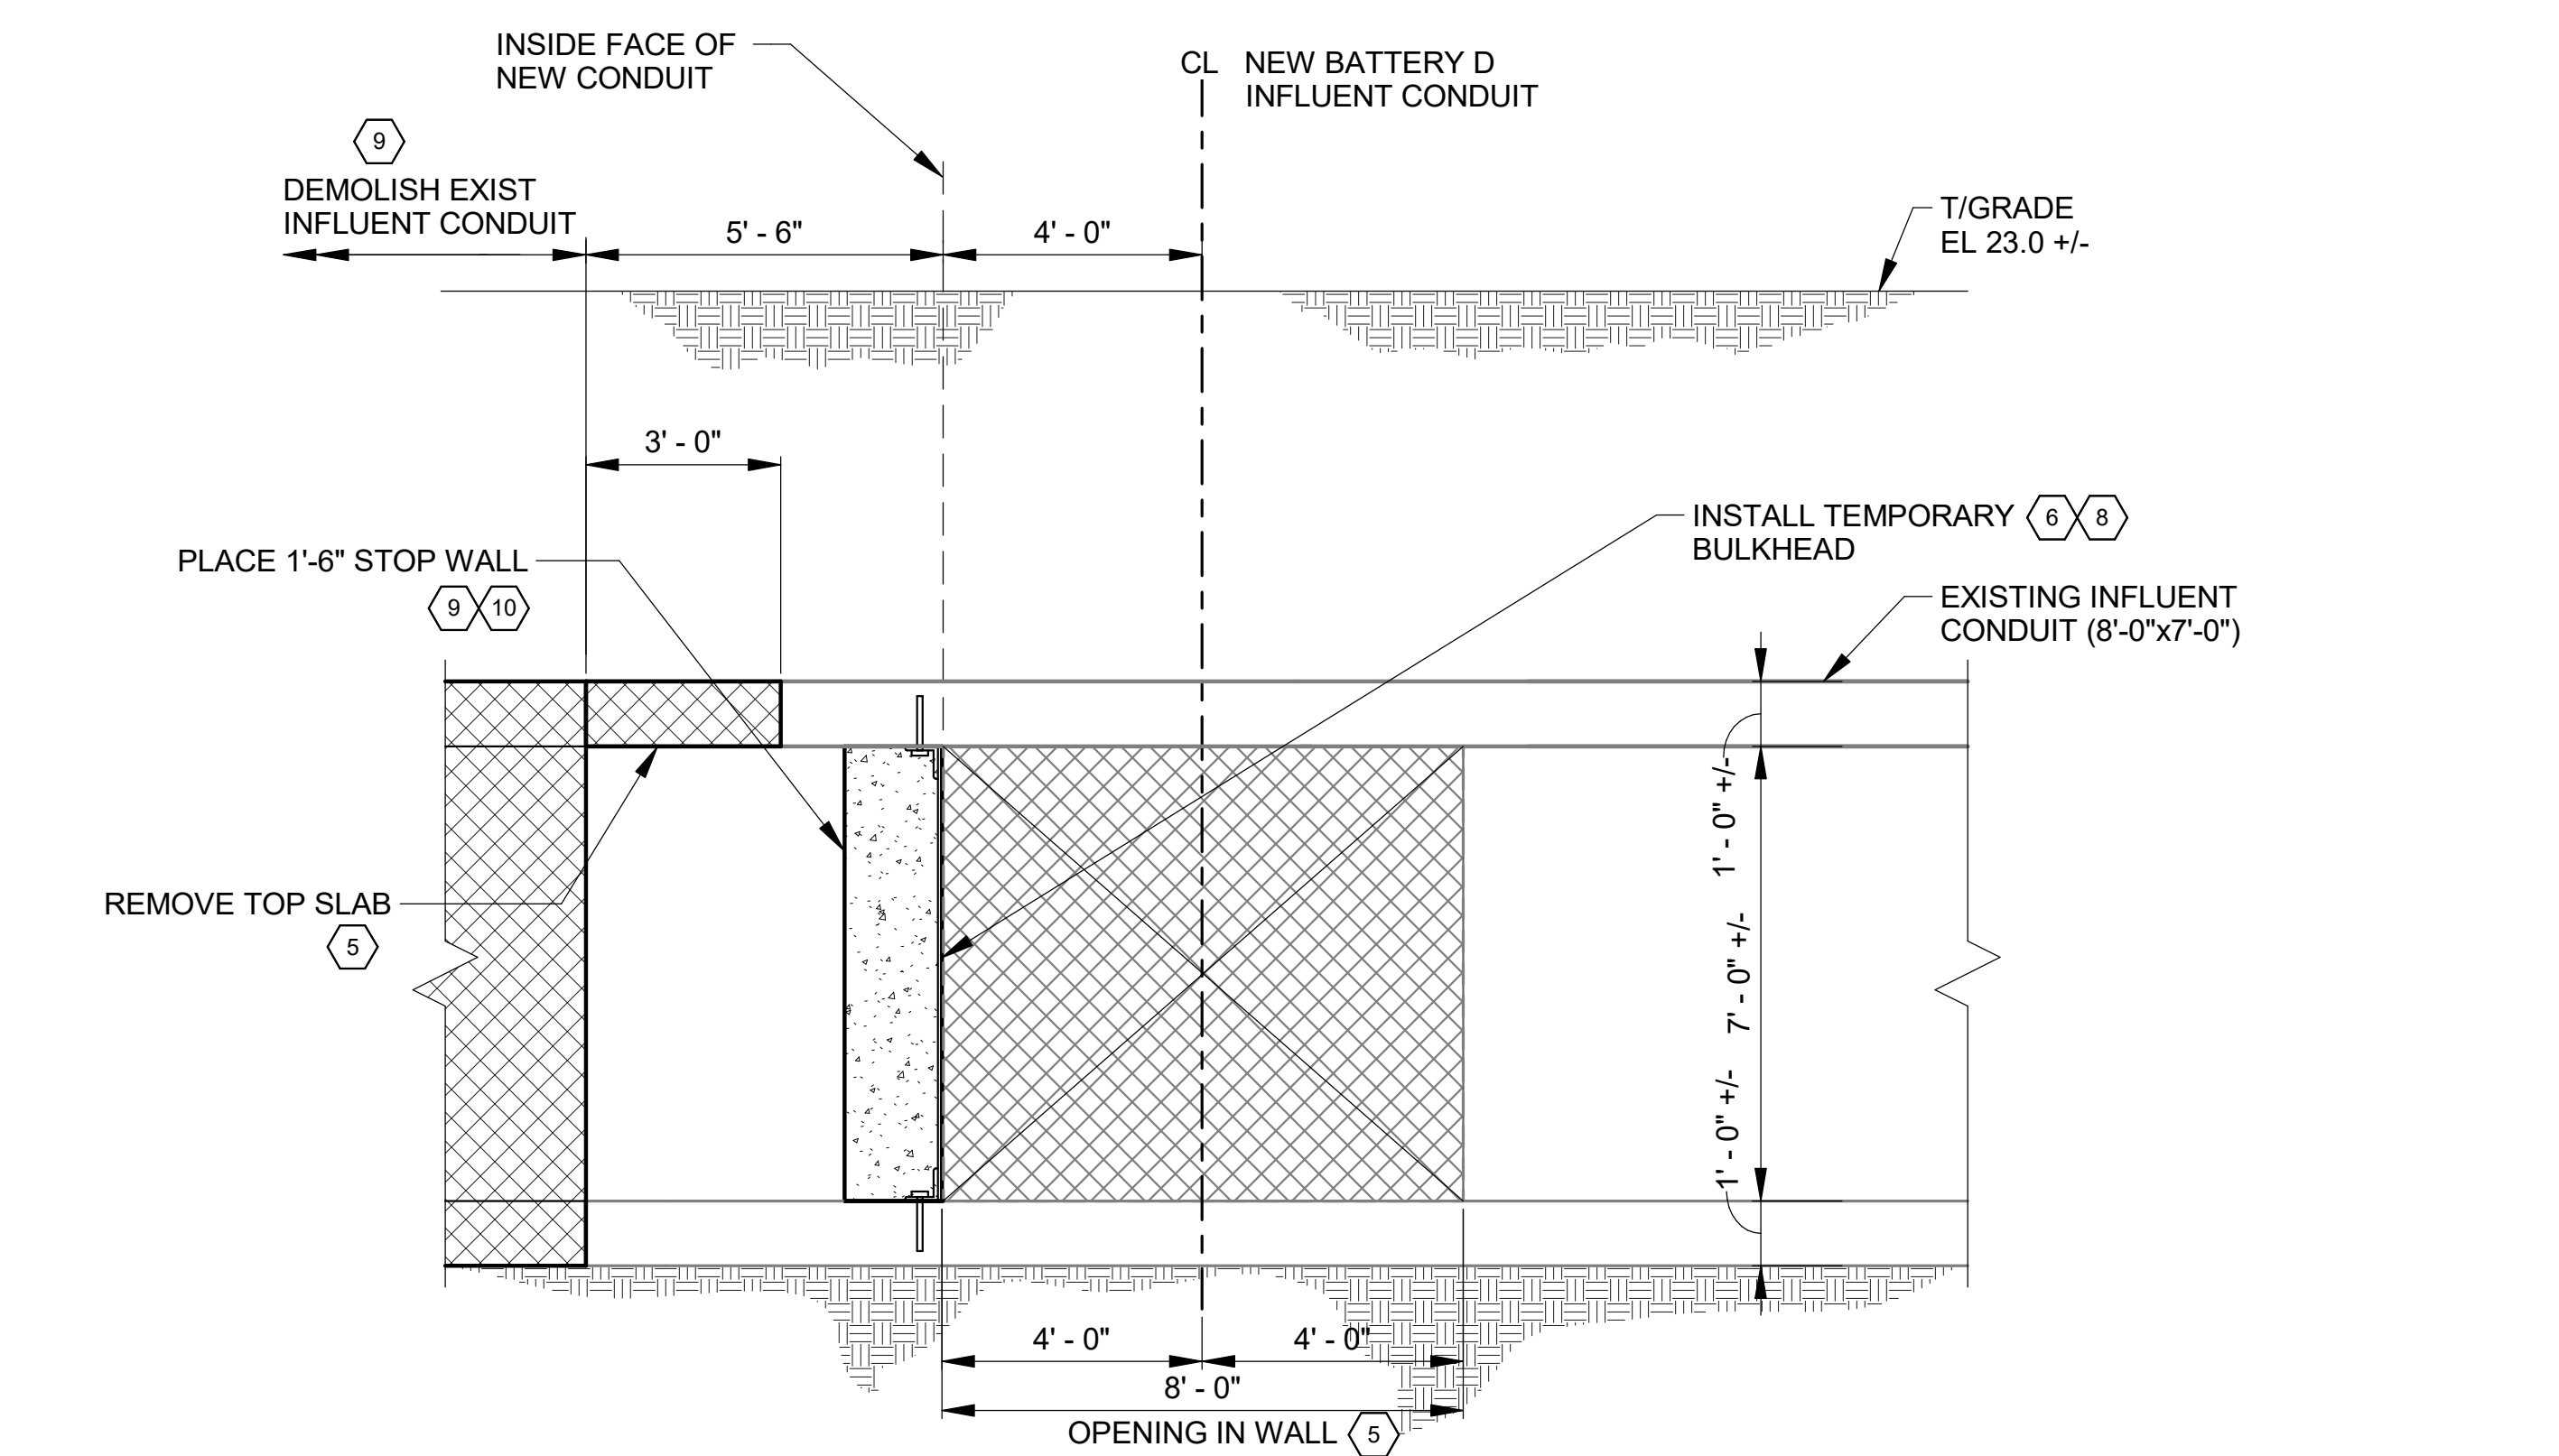 INSIDE FACE OF
NEW CONDUIT
CL NEW BATTERY D
INFLUENT CONDUIT
9
DEMOLISH EXIST
INFLUENT CONDUIT
5' - 6"
4' - 0"
T/GRADE
EL 23.0 +/-
3' - 0"
INSTALL TEMPORARY 6 8
BULKHEAD
PLACE 1'-6" STOP WALL
9 10
EXISTING INFLUENT
CONDUIT (8'-0"x7'-0")
1' - 0" +/-
7' - 0" +/-
1' - 0" +/-
REMOVE TOP SLAB
5
4' - 0"
4' - 0"
8' - 0"
OPENING IN WALL 5